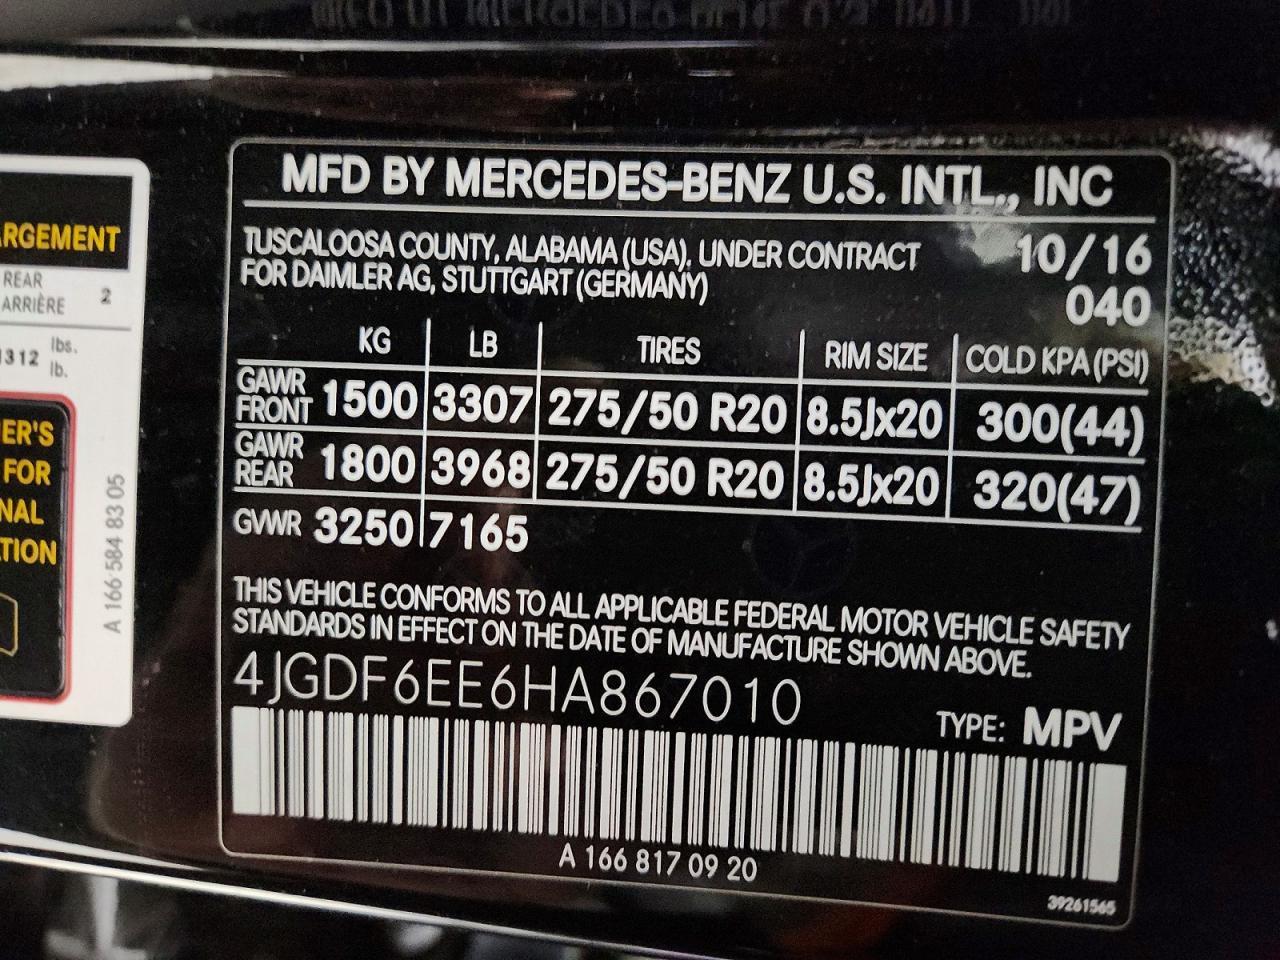 MFD BY MERCEDES-BENZ U.S. INTL., INC
TUSCALOOSA COUNTY, ALABAMA (USA), UNDER CONTRACT 10/16
FOR DAIMLER AG, STUTTGART (GERMANY) 040
KG LB TIRES RIM SIZE COLD KPA (PSI)
GAWR FRONT 1500 3307 275/50 R20 8.5Jx20 300(44)
GAWR REAR 1800 3968 275/50 R20 8.5Jx20 320(47)
GVWR 3250 7165
THIS VEHICLE CONFORMS TO ALL APPLICABLE FEDERAL MOTOR VEHICLE SAFETY
STANDARDS IN EFFECT ON THE DATE OF MANUFACTURE SHOWN ABOVE.
4JGDF6EE6HA867010
TYPE: MPV
A 166 817 09 20
39261565
ARGEMENT
REAR
ARRIÈRE 2
1312 lbs.
lb.
ER'S
FOR
NAL
TION
A 166 584 83 05